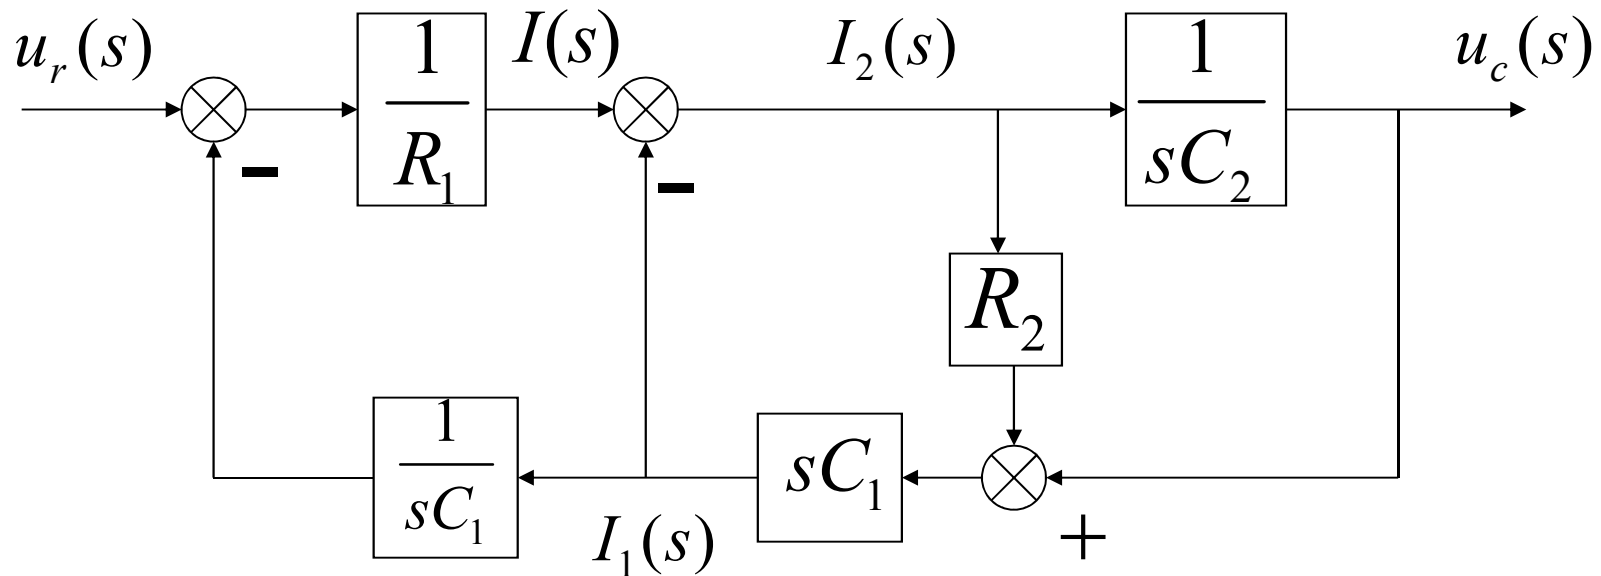 u_r(s)
1/R_1
I(s)
I_2(s)
1/sC_2
u_c(s)
−
−
R_2
1/sC_1
I_1(s)
sC_1
+